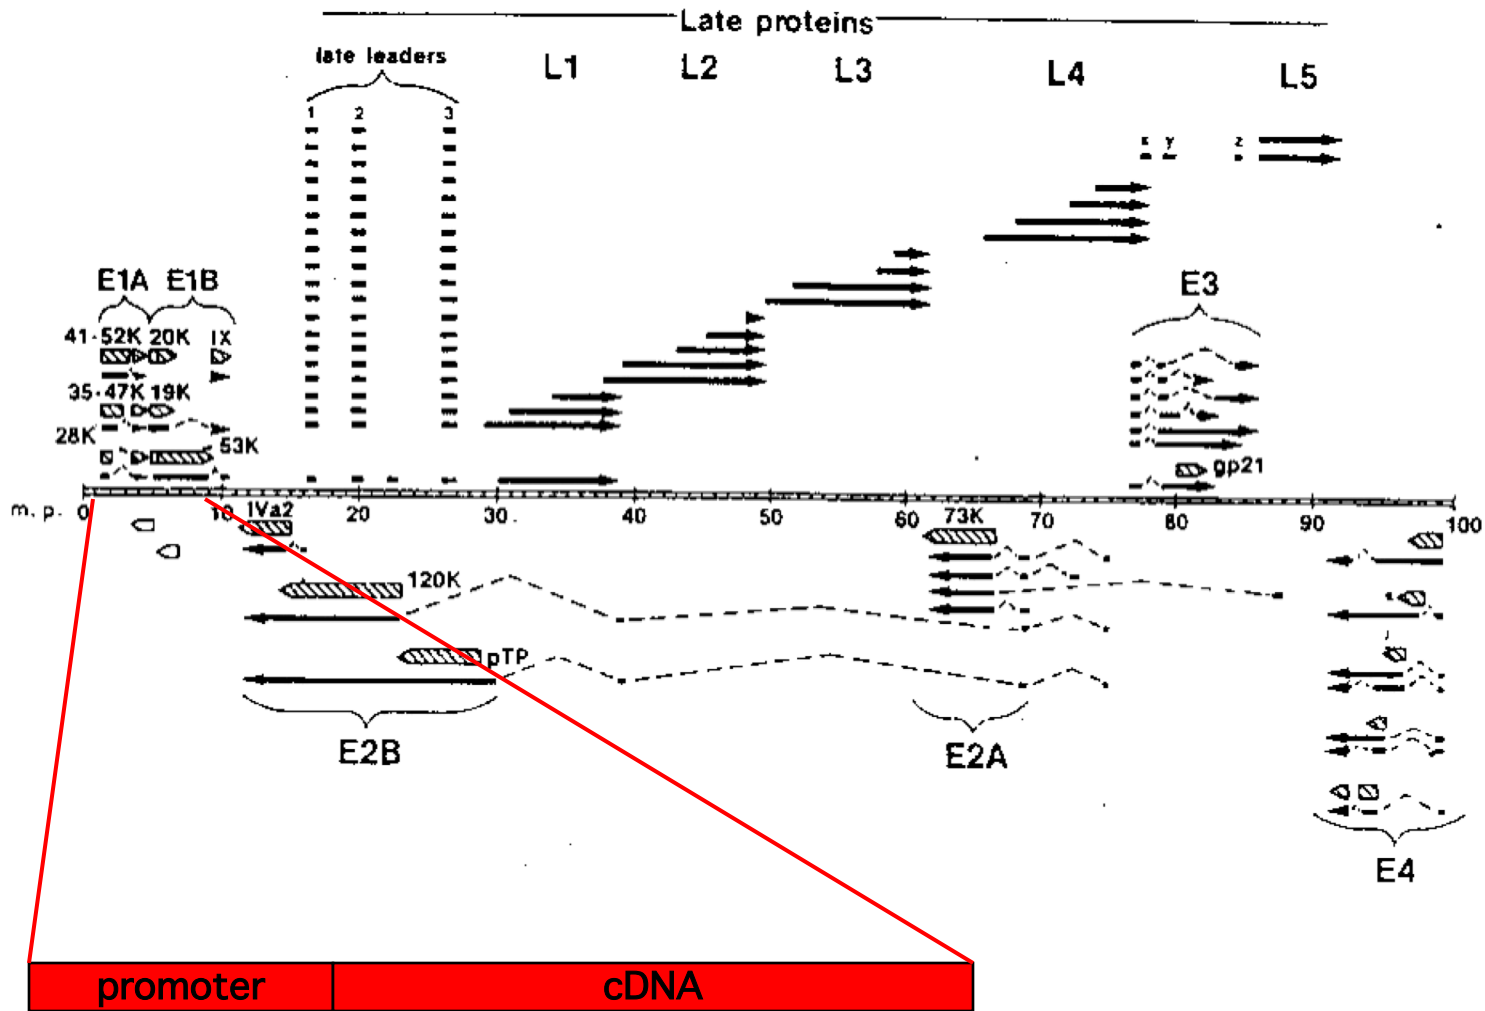 Late proteins
late leaders
L1 L2 L3 L4 L5
1 2 3
x y z
E1A E1B
E3
41-52K 20K IX
35-47K 19K
28K
53K
gp21
m.p. 0 10 20 30 40 50 60 70 80 90 100
IVa2
73K
120K
pTP
E2B
E2A
E4
promoter cDNA